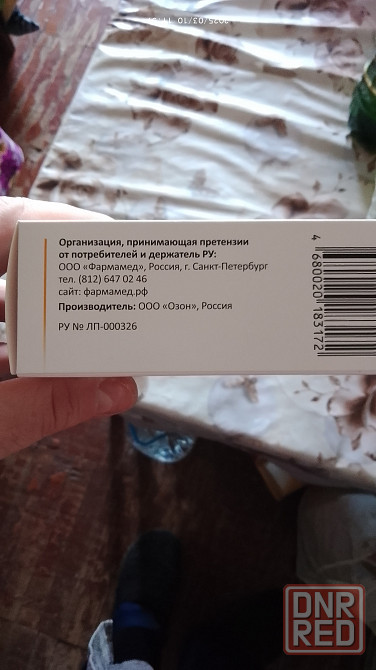 Организация, принимающая претензии
от потребителей и держатель РУ:
ООО «Фармамед», Россия, г. Санкт-Петербург
тел. (812) 647 02 46
сайт: фармамед.рф
Производитель: ООО «Озон», Россия
РУ № ЛП-000326
4 680020 183172
DNR
RED